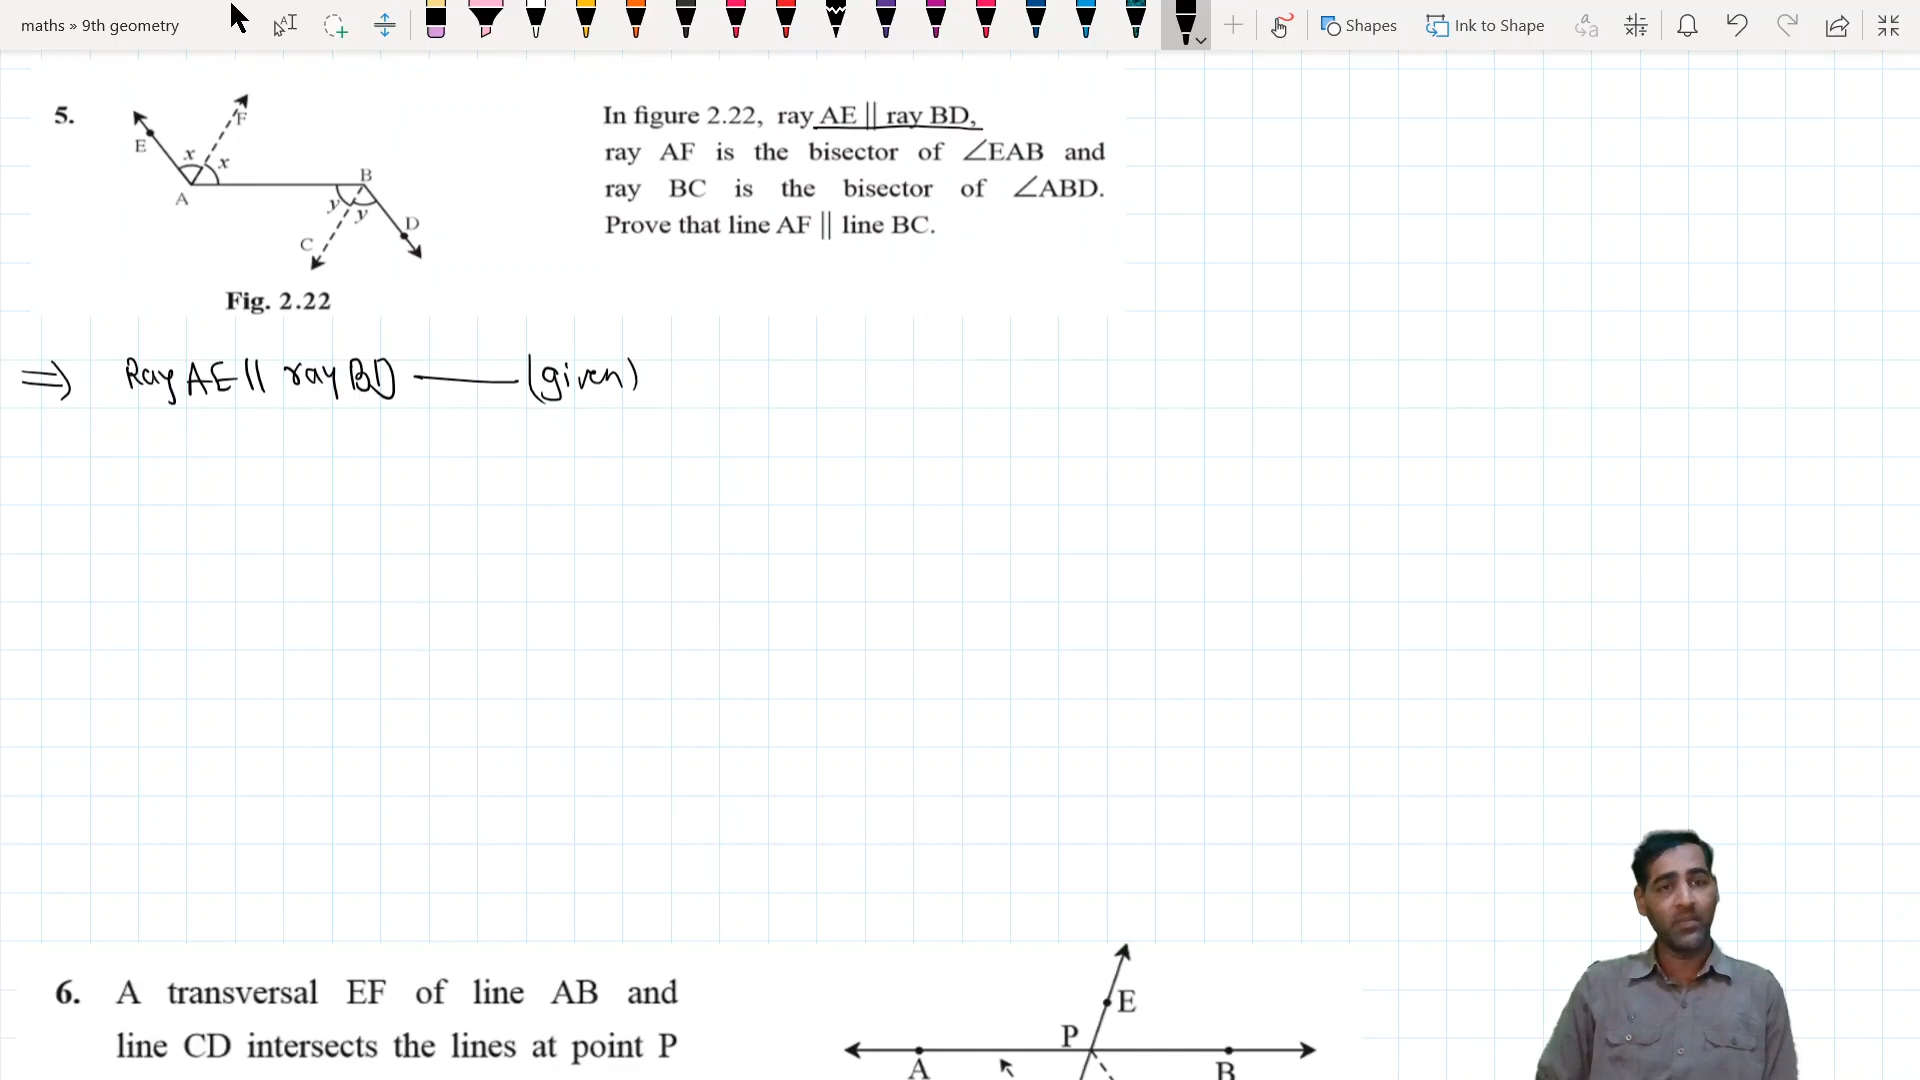 maths » 9th geometry
Shapes
Ink to Shape
5.
E
F
x
x
A
B
y
y
C
D
Fig. 2.22
In figure 2.22, ray AE || ray BD,
ray AF is the bisector of ∠EAB and
ray BC is the bisector of ∠ABD.
Prove that line AF || line BC.
⇒ Ray AE || ray BD —— (given)
6. A transversal EF of line AB and
line CD intersects the lines at point P
E
P
A
B